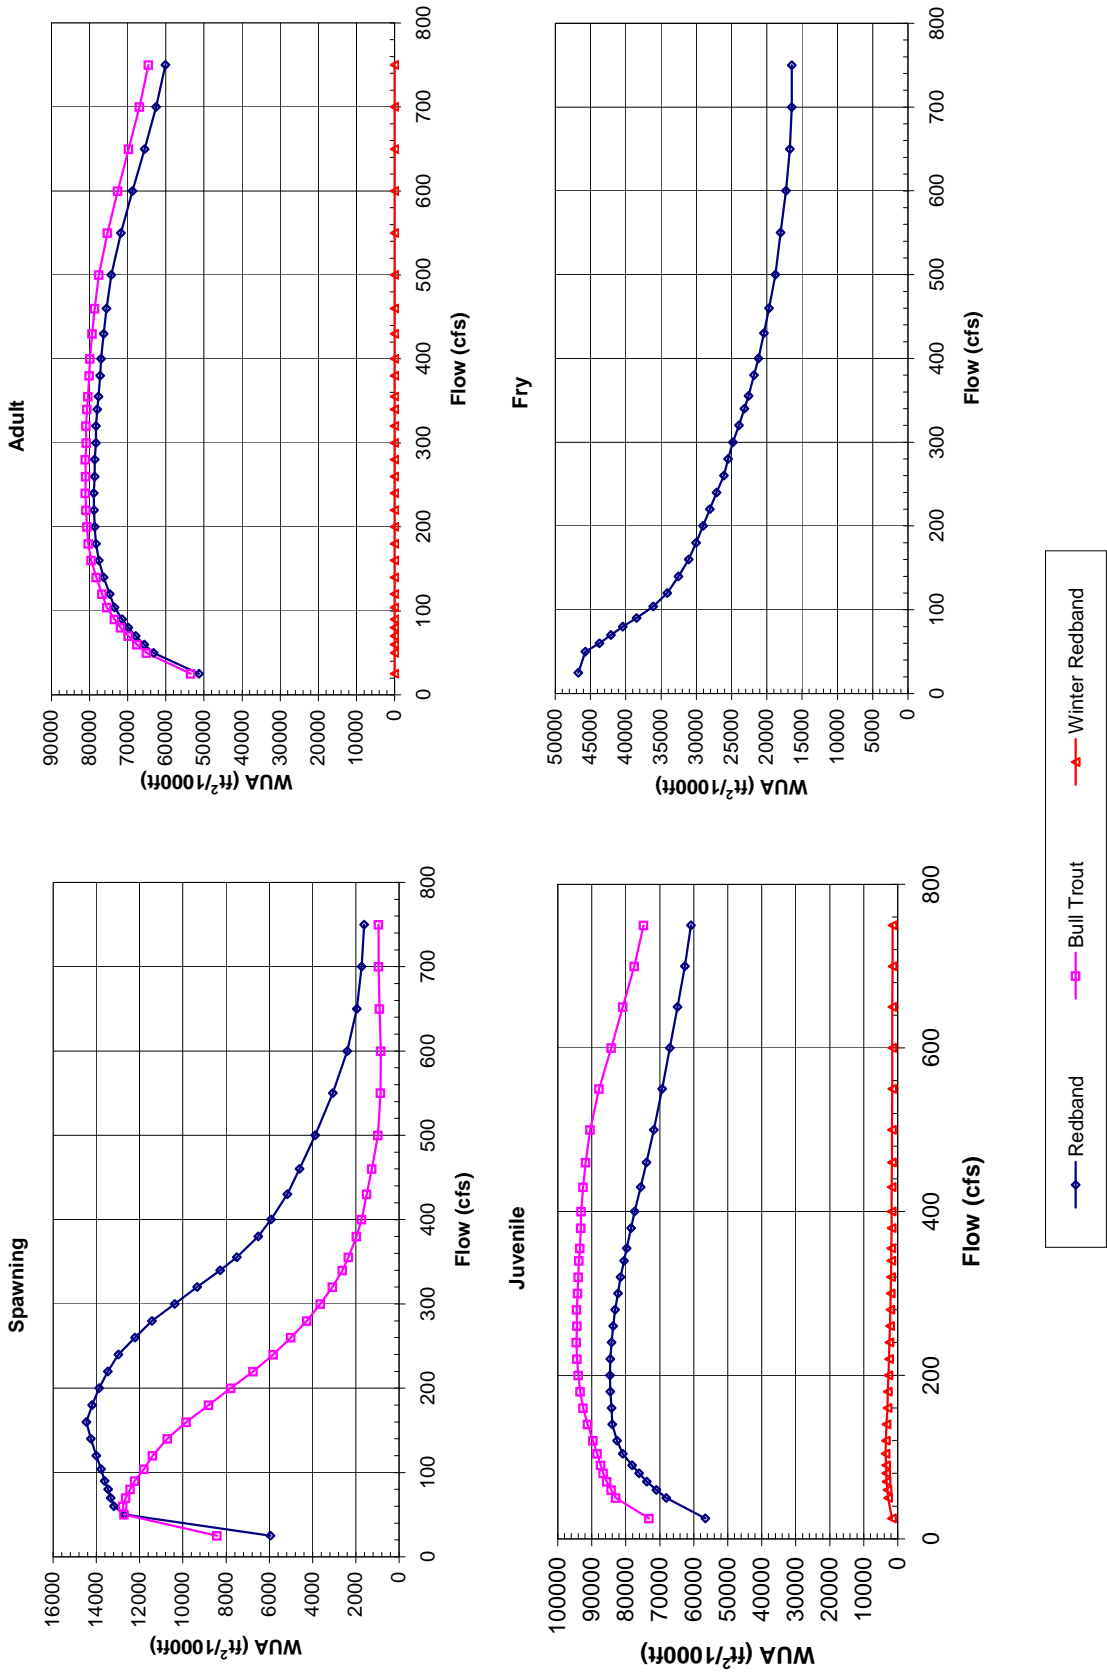 Spawning
WUA (ft²/1000ft)
16000
14000
12000
10000
8000
6000
4000
2000
0
0 100 200 300 400 500 600 700 800
Flow (cfs)
Adult
WUA (ft²/1000ft)
90000
80000
70000
60000
50000
40000
30000
20000
10000
0
0 100 200 300 400 500 600 700 800
Flow (cfs)
Juvenile
WUA (ft²/1000ft)
100000
90000
80000
70000
60000
50000
40000
30000
20000
10000
0
0 200 400 600 800
Flow (cfs)
Fry
WUA (ft²/1000ft)
50000
45000
40000
35000
30000
25000
20000
15000
10000
5000
0
0 100 200 300 400 500 600 700 800
Flow (cfs)
Redband Bull Trout Winter Redband